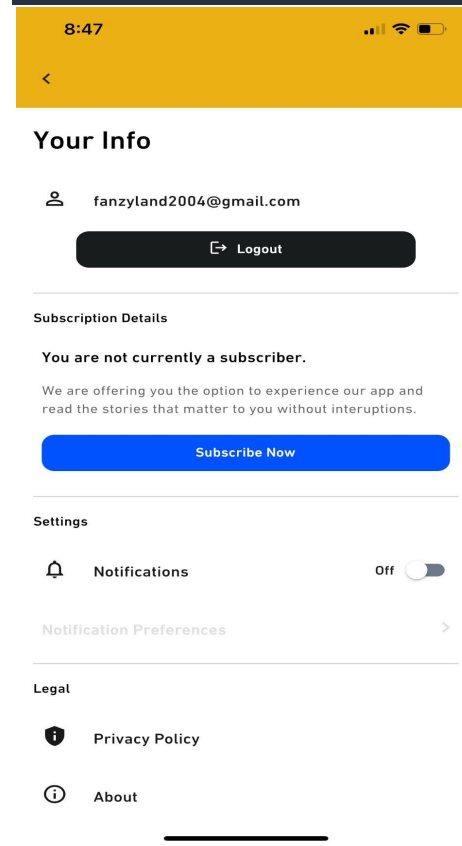 8:47
Your Info
fanzyland2004@gmail.com
Logout
Subscription Details
You are not currently a subscriber.
We are offering you the option to experience our app and
read the stories that matter to you without interuptions.
Subscribe Now
Settings
Notifications Off
Notification Preferences
Legal
Privacy Policy
About